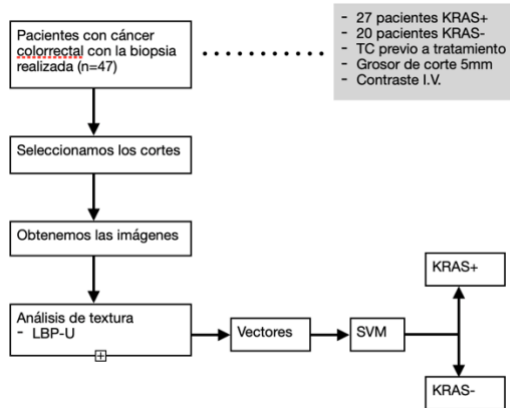 Pacientes con cáncer
colorrectal con la biopsia
realizada (n=47)
- 27 pacientes KRAS+
- 20 pacientes KRAS-
- TC previo a tratamiento
- Grosor de corte 5mm
- Contraste I.V.
Seleccionamos los cortes
Obtenemos las imágenes
Análisis de textura
- LBP-U
Vectores
SVM
KRAS+
KRAS-